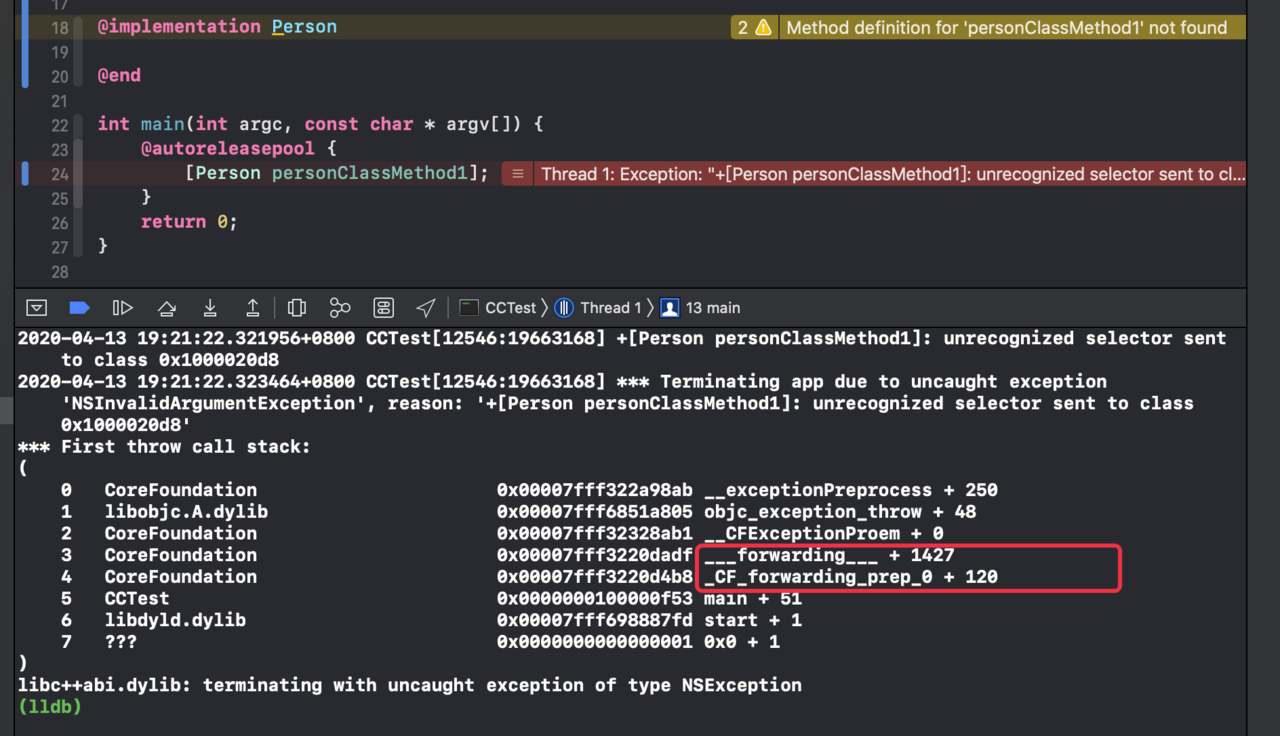 17
18 @implementation Person 2 Method definition for 'personClassMethod1' not found
19
20 @end
21
22 int main(int argc, const char * argv[]) {
23 @autoreleasepool {
24 [Person personClassMethod1]; Thread 1: Exception: "+[Person personClassMethod1]: unrecognized selector sent to cl...
25 }
26 return 0;
27 }
28
CCTest Thread 1 13 main
2020-04-13 19:21:22.321956+0800 CCTest[12546:19663168] +[Person personClassMethod1]: unrecognized selector sent
to class 0x1000020d8
2020-04-13 19:21:22.323464+0800 CCTest[12546:19663168] *** Terminating app due to uncaught exception
'NSInvalidArgumentException', reason: '+[Person personClassMethod1]: unrecognized selector sent to class
0x1000020d8'
*** First throw call stack:
(
0 CoreFoundation 0x00007fff322a98ab __exceptionPreprocess + 250
1 libobjc.A.dylib 0x00007fff6851a805 objc_exception_throw + 48
2 CoreFoundation 0x00007fff32328ab1 __CFExceptionProem + 0
3 CoreFoundation 0x00007fff3220dadf ___forwarding___ + 1427
4 CoreFoundation 0x00007fff3220d4b8 _CF_forwarding_prep_0 + 120
5 CCTest 0x0000000100000f53 main + 51
6 libdyld.dylib 0x00007fff698887fd start + 1
7 ??? 0x0000000000000001 0x0 + 1
)
libc++abi.dylib: terminating with uncaught exception of type NSException
(lldb)